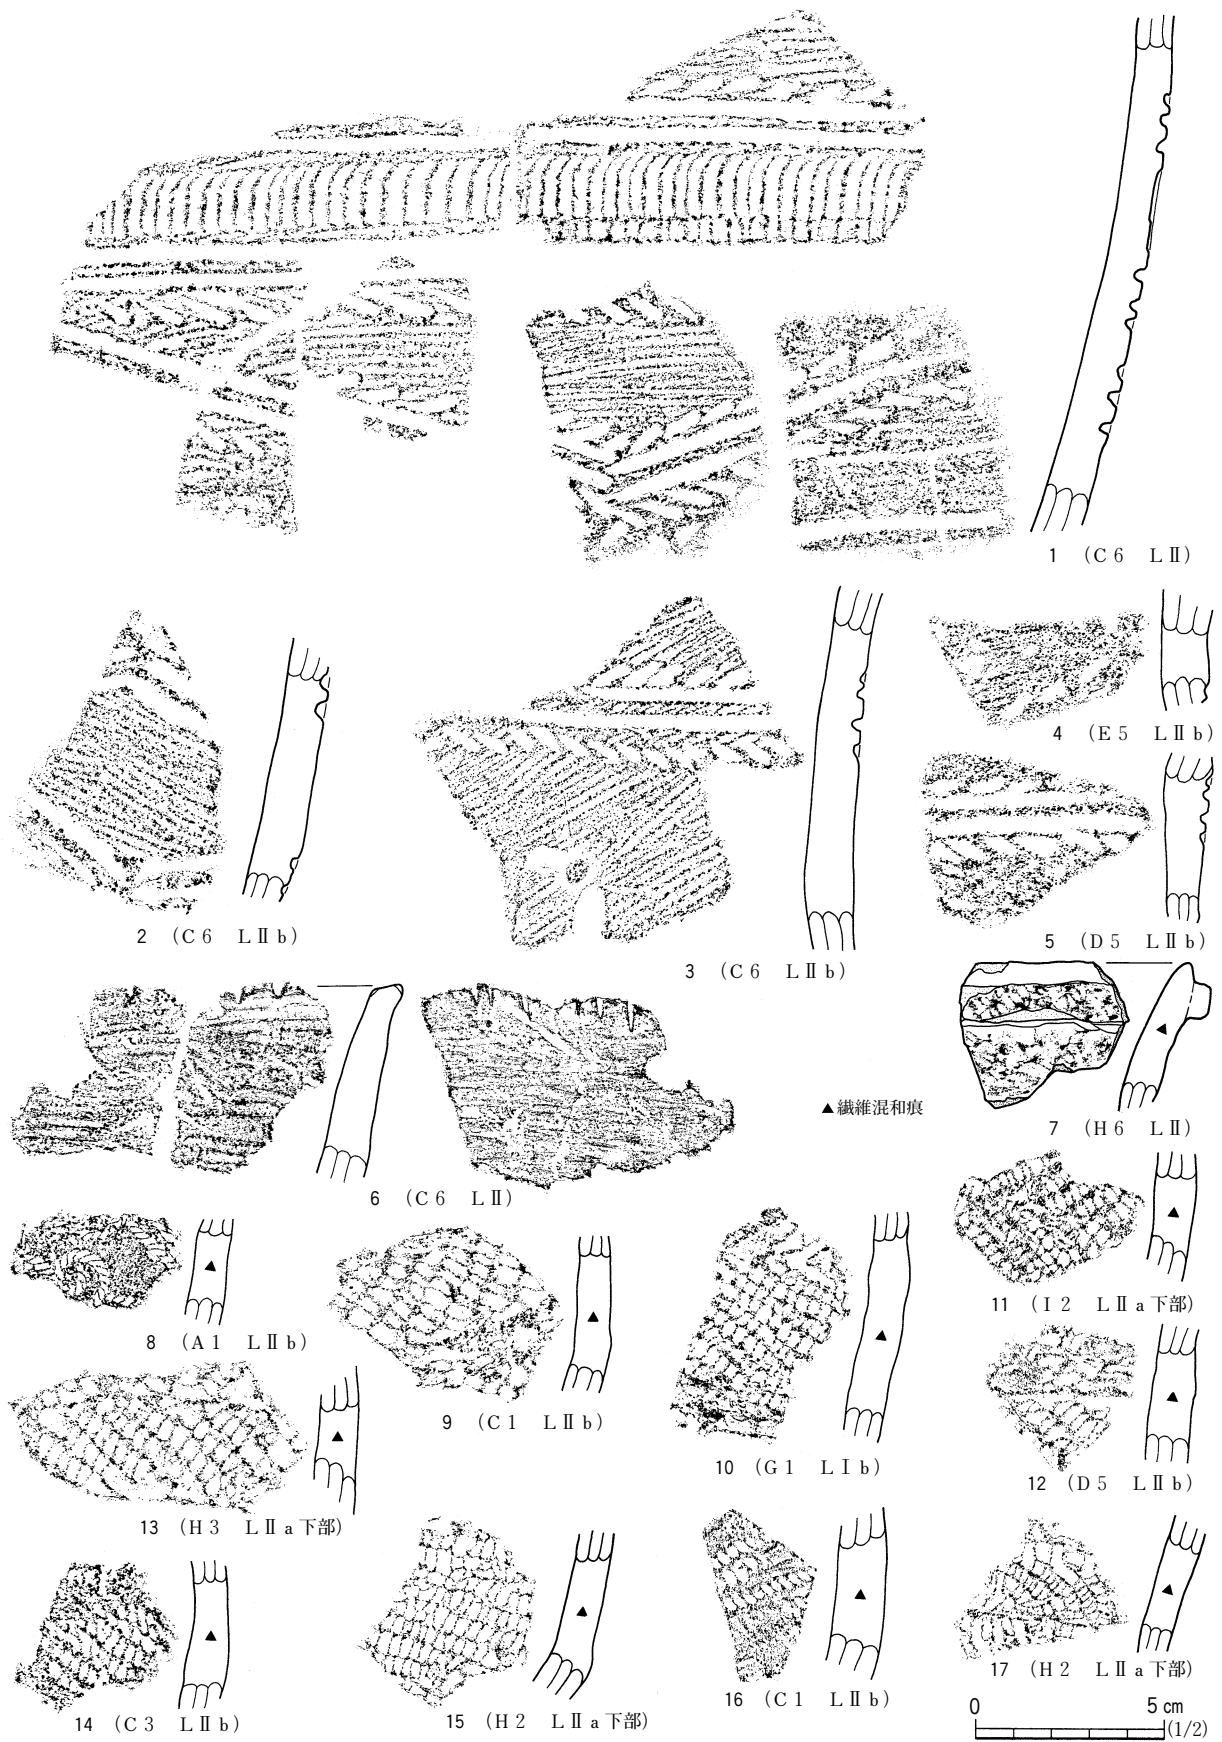 1 （C６ LⅡ）
2 （C６ LⅡb）
3 （C６ LⅡb）
4 （E５ LⅡb）
5 （D５ LⅡb）
6 （C６ LⅡ）
▲繊維混和痕
7 （H６ LⅡ）
8 （A１ LⅡb）
9 （C１ LⅡb）
10 （G１ LⅠb）
11 （I２ LⅡa下部）
12 （D５ LⅡb）
13 （H３ LⅡa下部）
14 （C３ LⅡb）
15 （H２ LⅡa下部）
16 （C１ LⅡb）
17 （H２ LⅡa下部）
0 5㎝
(1/2)